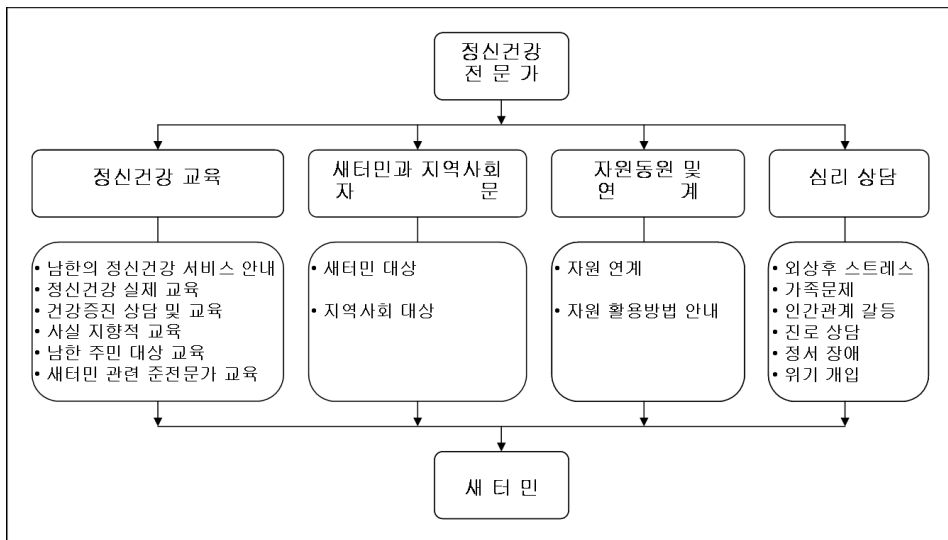 정신건강
전 문 가
정신건강 교육
새터민과 지역사회
자 문
자원동원 및
연 계
심리 상담
• 남한의 정신건강 서비스 안내
• 정신건강 실제 교육
• 건강증진 상담 및 교육
• 사실 지향적 교육
• 남한 주민 대상 교육
• 새터민 관련 준전문가 교육
• 새터민 대상
• 지역사회 대상
• 자원 연계
• 자원 활용방법 안내
• 외상후 스트레스
• 가족문제
• 인간관계 갈등
• 진로 상담
• 정서 장애
• 위기 개입
새 터 민